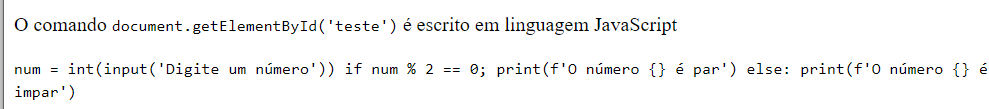 O comando document.getElementById('teste') é escrito em linguagem JavaScript
num = int(input('Digite um número')) if num % 2 == 0; print(f'O número {} é par') else: print(f'O número {} é
impar')